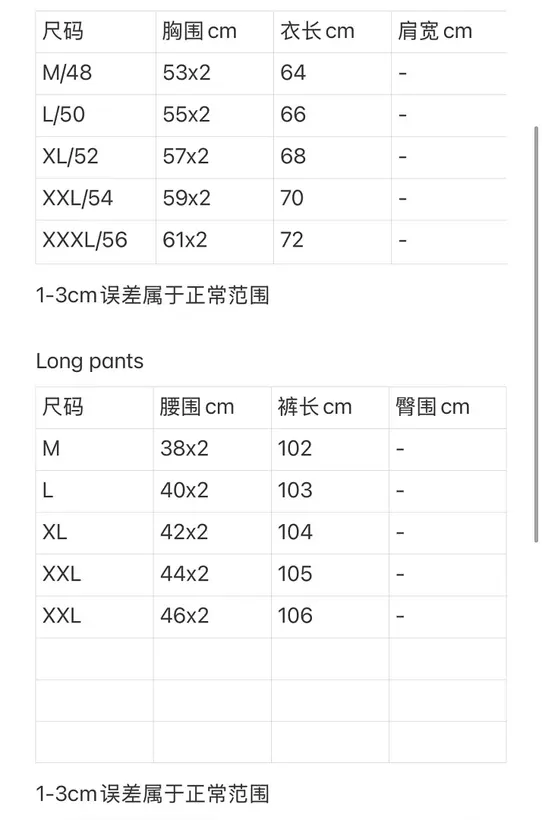 尺码 胸围cm 衣长cm 肩宽cm
M/48 53x2 64 -
L/50 55x2 66 -
XL/52 57x2 68 -
XXL/54 59x2 70 -
XXXL/56 61x2 72 -
1-3cm误差属于正常范围
Long pants
尺码 腰围cm 裤长cm 臀围cm
M 38x2 102 -
L 40x2 103 -
XL 42x2 104 -
XXL 44x2 105 -
XXL 46x2 106 -
1-3cm误差属于正常范围